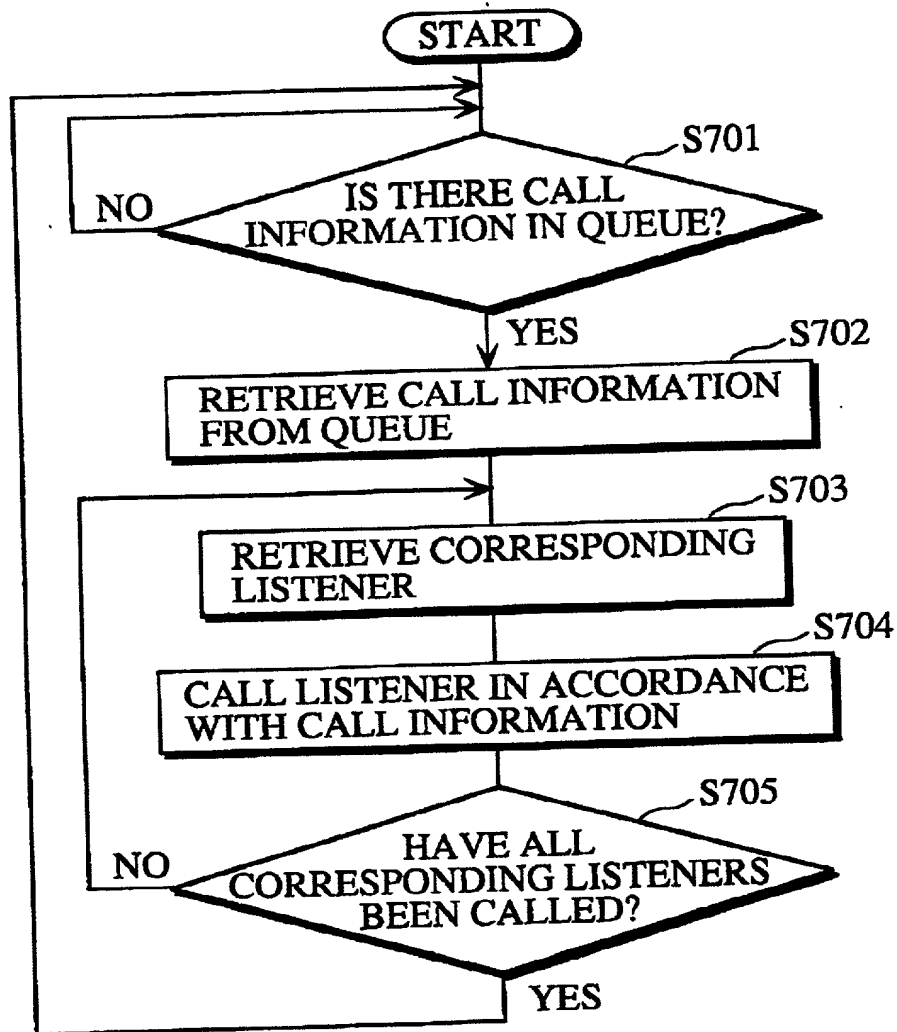 START
S701
IS THERE CALL
INFORMATION IN QUEUE?
NO
YES
S702
RETRIEVE CALL INFORMATION
FROM QUEUE
S703
RETRIEVE CORRESPONDING
LISTENER
S704
CALL LISTENER IN ACCORDANCE
WITH CALL INFORMATION
S705
HAVE ALL
CORRESPONDING LISTENERS
BEEN CALLED?
NO
YES